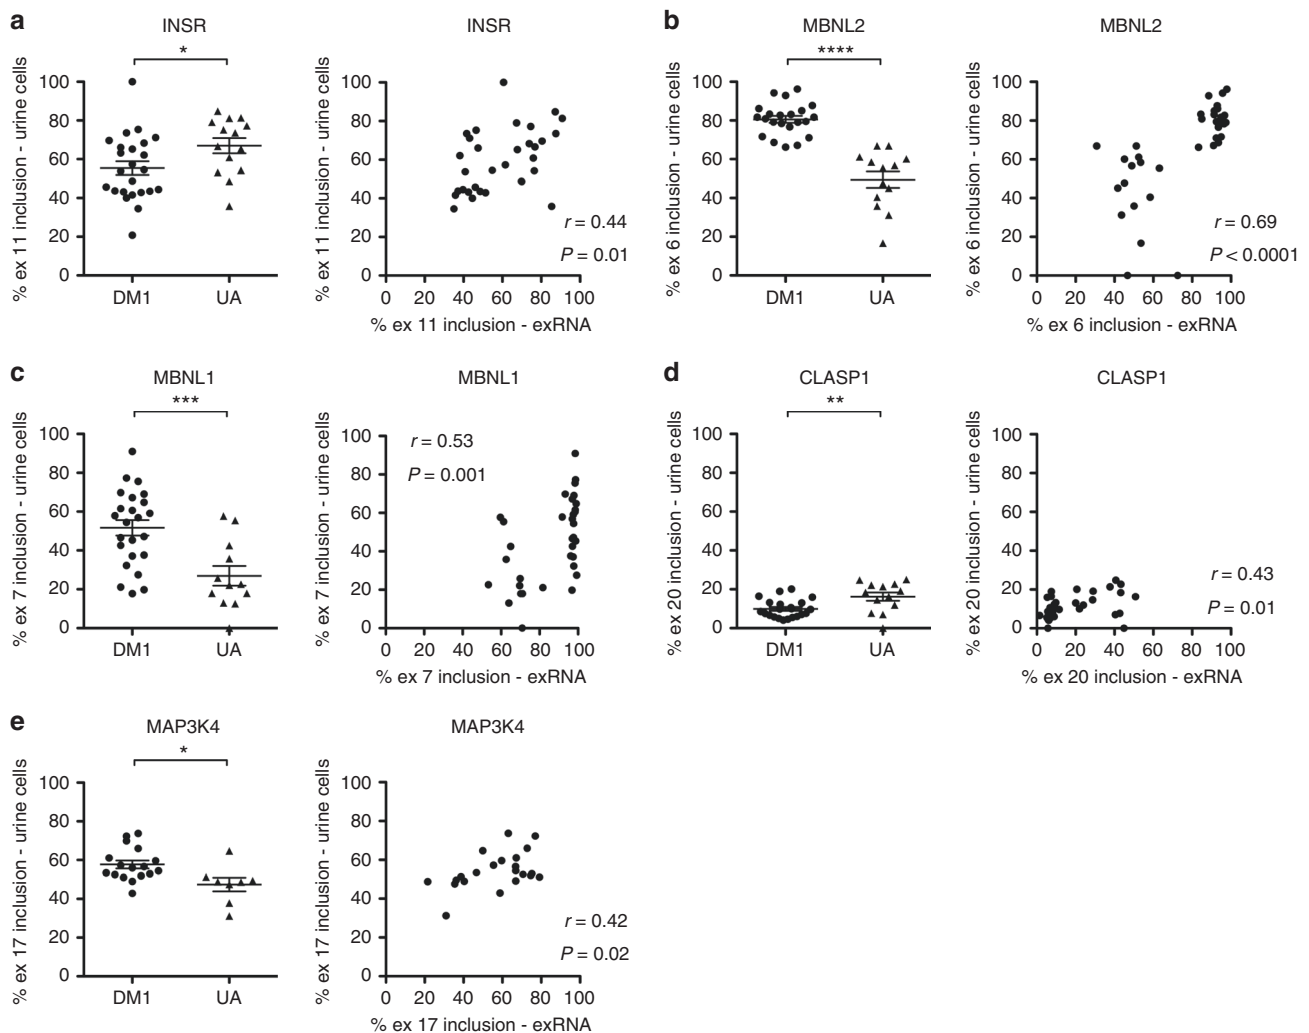 a
INSR
*
% ex 11 inclusion - urine cells
100
80
60
40
20
0
DM1
UA
INSR
% ex 11 inclusion - urine cells
100
80
60
40
20
0
r = 0.44
P = 0.01
0
20
40
60
80
100
% ex 11 inclusion - exRNA
b
MBNL2
****
% ex 6 inclusion - urine cells
100
80
60
40
20
0
DM1
UA
MBNL2
% ex 6 inclusion - urine cells
100
80
60
40
20
0
r = 0.69
P < 0.0001
0
20
40
60
80
100
% ex 6 inclusion - exRNA
c
MBNL1
***
% ex 7 inclusion - urine cells
100
80
60
40
20
0
DM1
UA
MBNL1
% ex 7 inclusion - urine cells
100
80
60
40
20
0
r = 0.53
P = 0.001
0
20
40
60
80
100
% ex 7 inclusion - exRNA
d
CLASP1
**
% ex 20 inclusion - urine cells
100
80
60
40
20
0
DM1
UA
CLASP1
% ex 20 inclusion - urine cells
100
80
60
40
20
0
r = 0.43
P = 0.01
0
20
40
60
80
100
% ex 20 inclusion - exRNA
e
MAP3K4
*
% ex 17 inclusion - urine cells
100
80
60
40
20
0
DM1
UA
MAP3K4
% ex 17 inclusion - urine cells
100
80
60
40
20
0
r = 0.42
P = 0.02
0
20
40
60
80
100
% ex 17 inclusion - exRNA